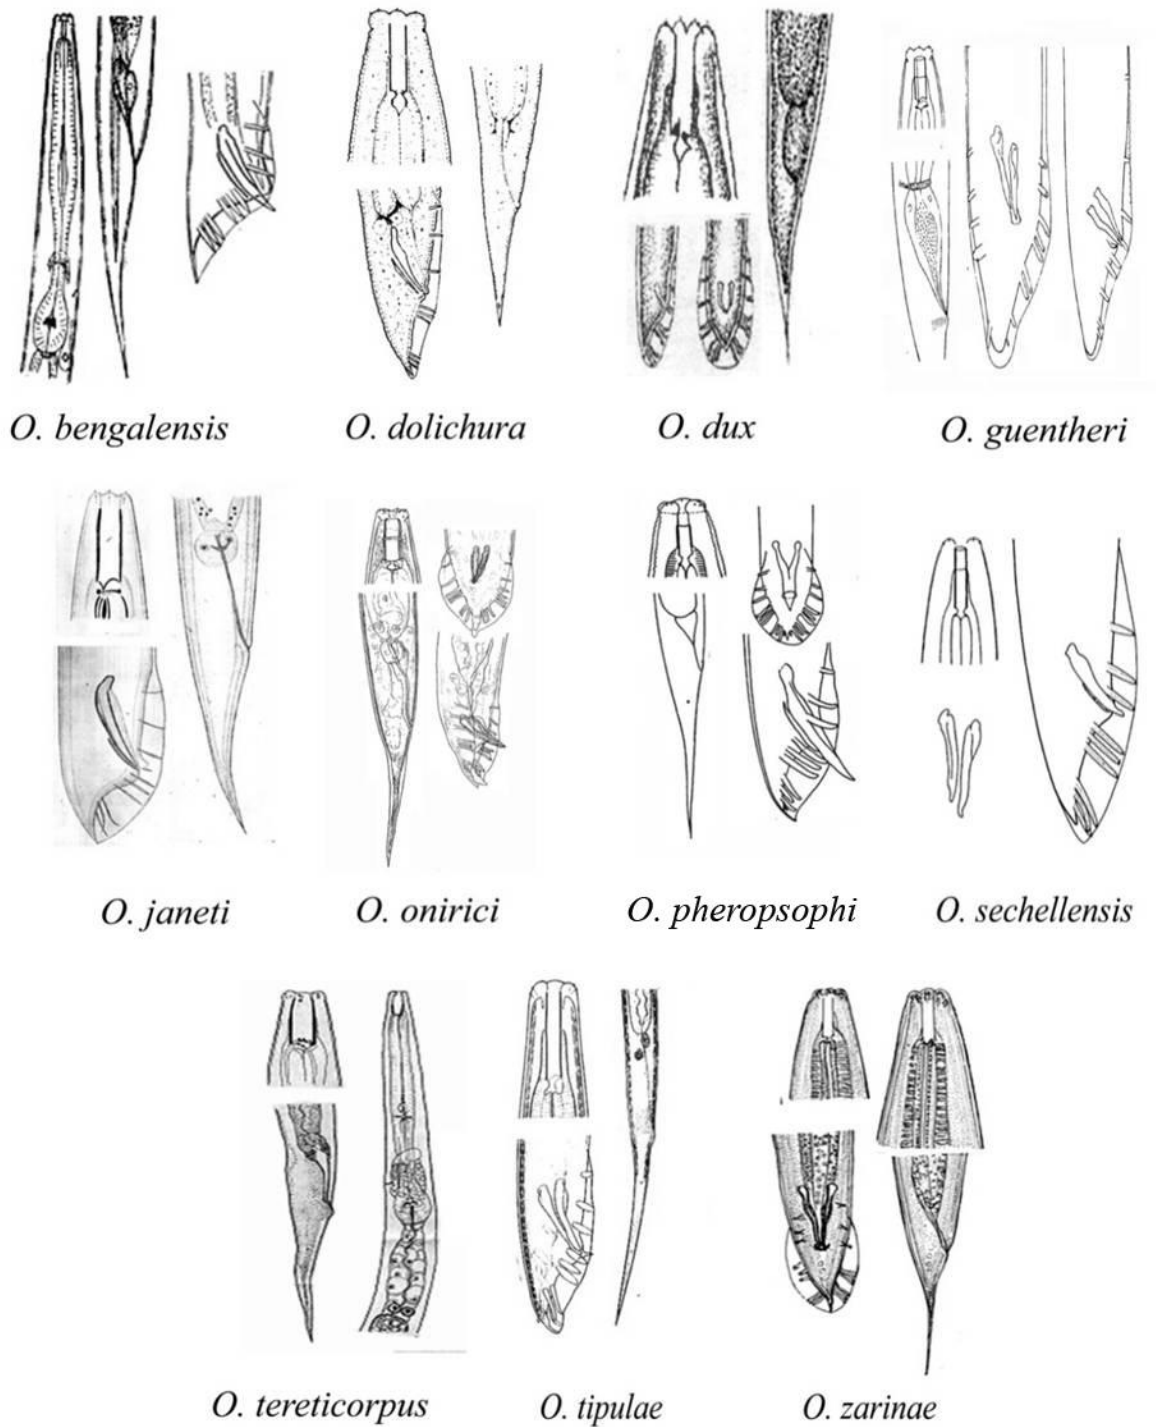 O. bengalensis
O. dolichura
O. dux
O. guentheri
O. janeti
O. onirici
O. pheropsophi
O. sechellensis
O. tereticorpus
O. tipulae
O. zarinae